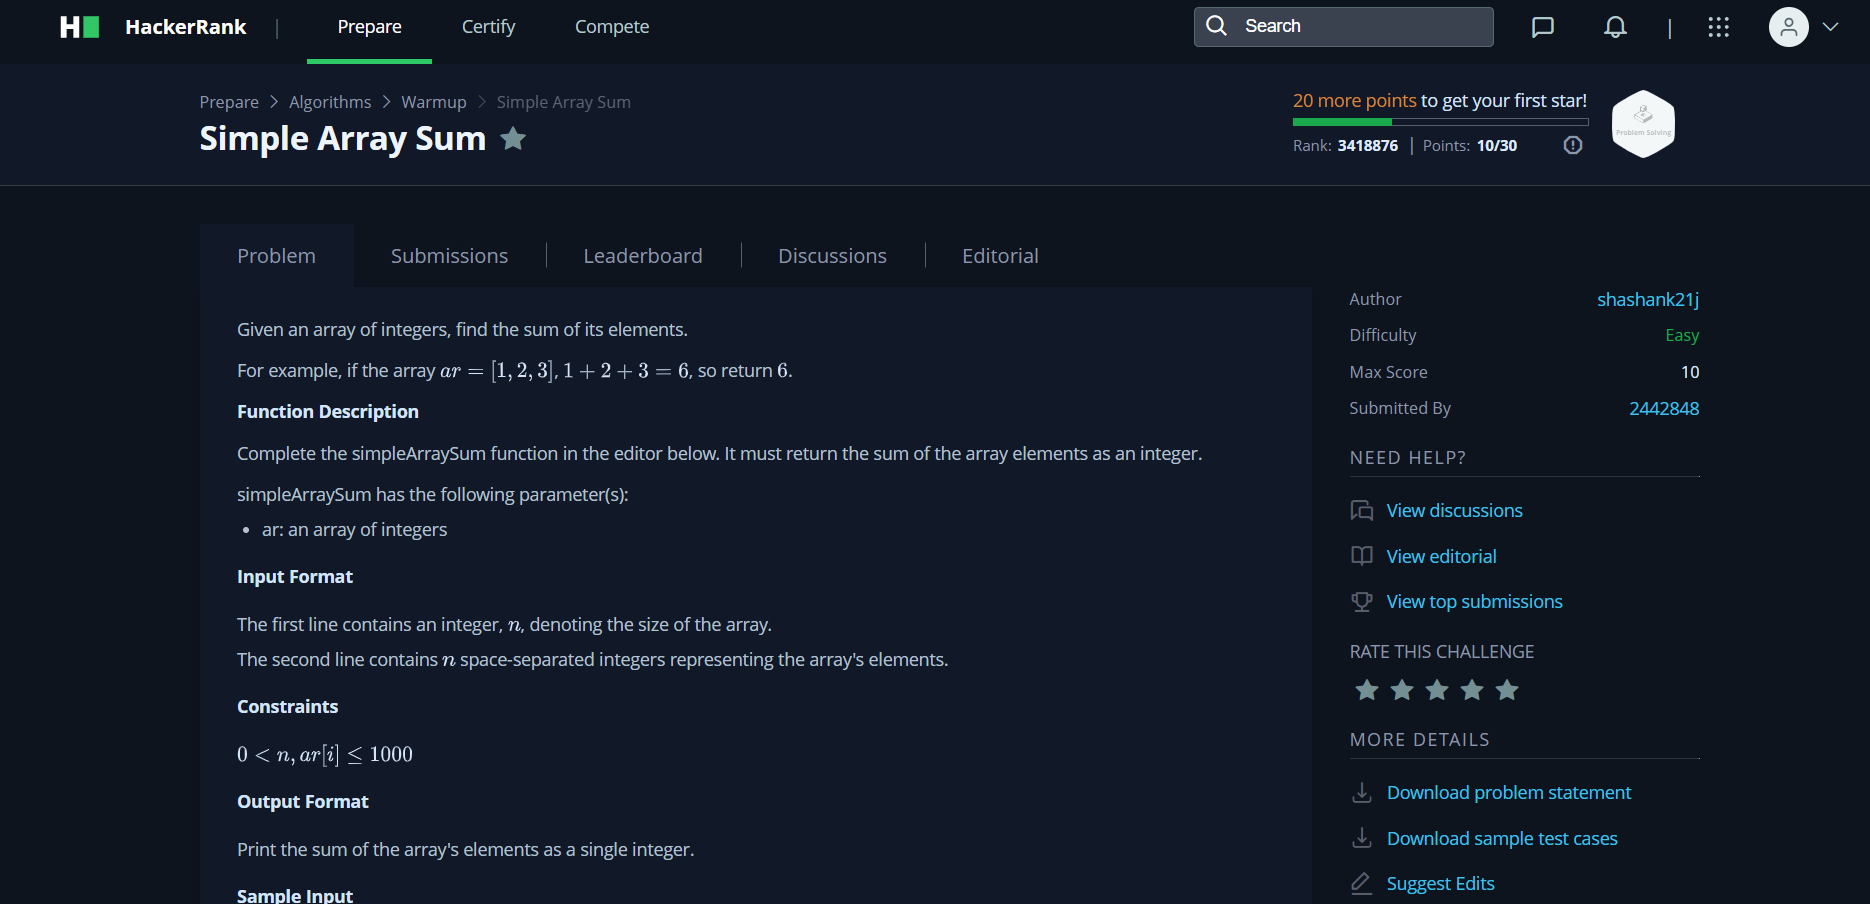 HackerRank | Prepare Certify Compete Search |
Prepare > Algorithms > Warmup > Simple Array Sum
Simple Array Sum
20 more points to get your first star!
Rank: 3418876 | Points: 10/30
Problem Solving
Problem Submissions Leaderboard Discussions Editorial
Given an array of integers, find the sum of its elements.
For example, if the array ar = [1, 2, 3], 1 + 2 + 3 = 6, so return 6.
Function Description
Complete the simpleArraySum function in the editor below. It must return the sum of the array elements as an integer.
simpleArraySum has the following parameter(s):
• ar: an array of integers
Input Format
The first line contains an integer, n, denoting the size of the array.
The second line contains n space-separated integers representing the array's elements.
Constraints
0 < n, ar[i] ≤ 1000
Output Format
Print the sum of the array's elements as a single integer.
Sample Input
Author shashank21j
Difficulty Easy
Max Score 10
Submitted By 2442848
NEED HELP?
View discussions
View editorial
View top submissions
RATE THIS CHALLENGE
MORE DETAILS
Download problem statement
Download sample test cases
Suggest Edits